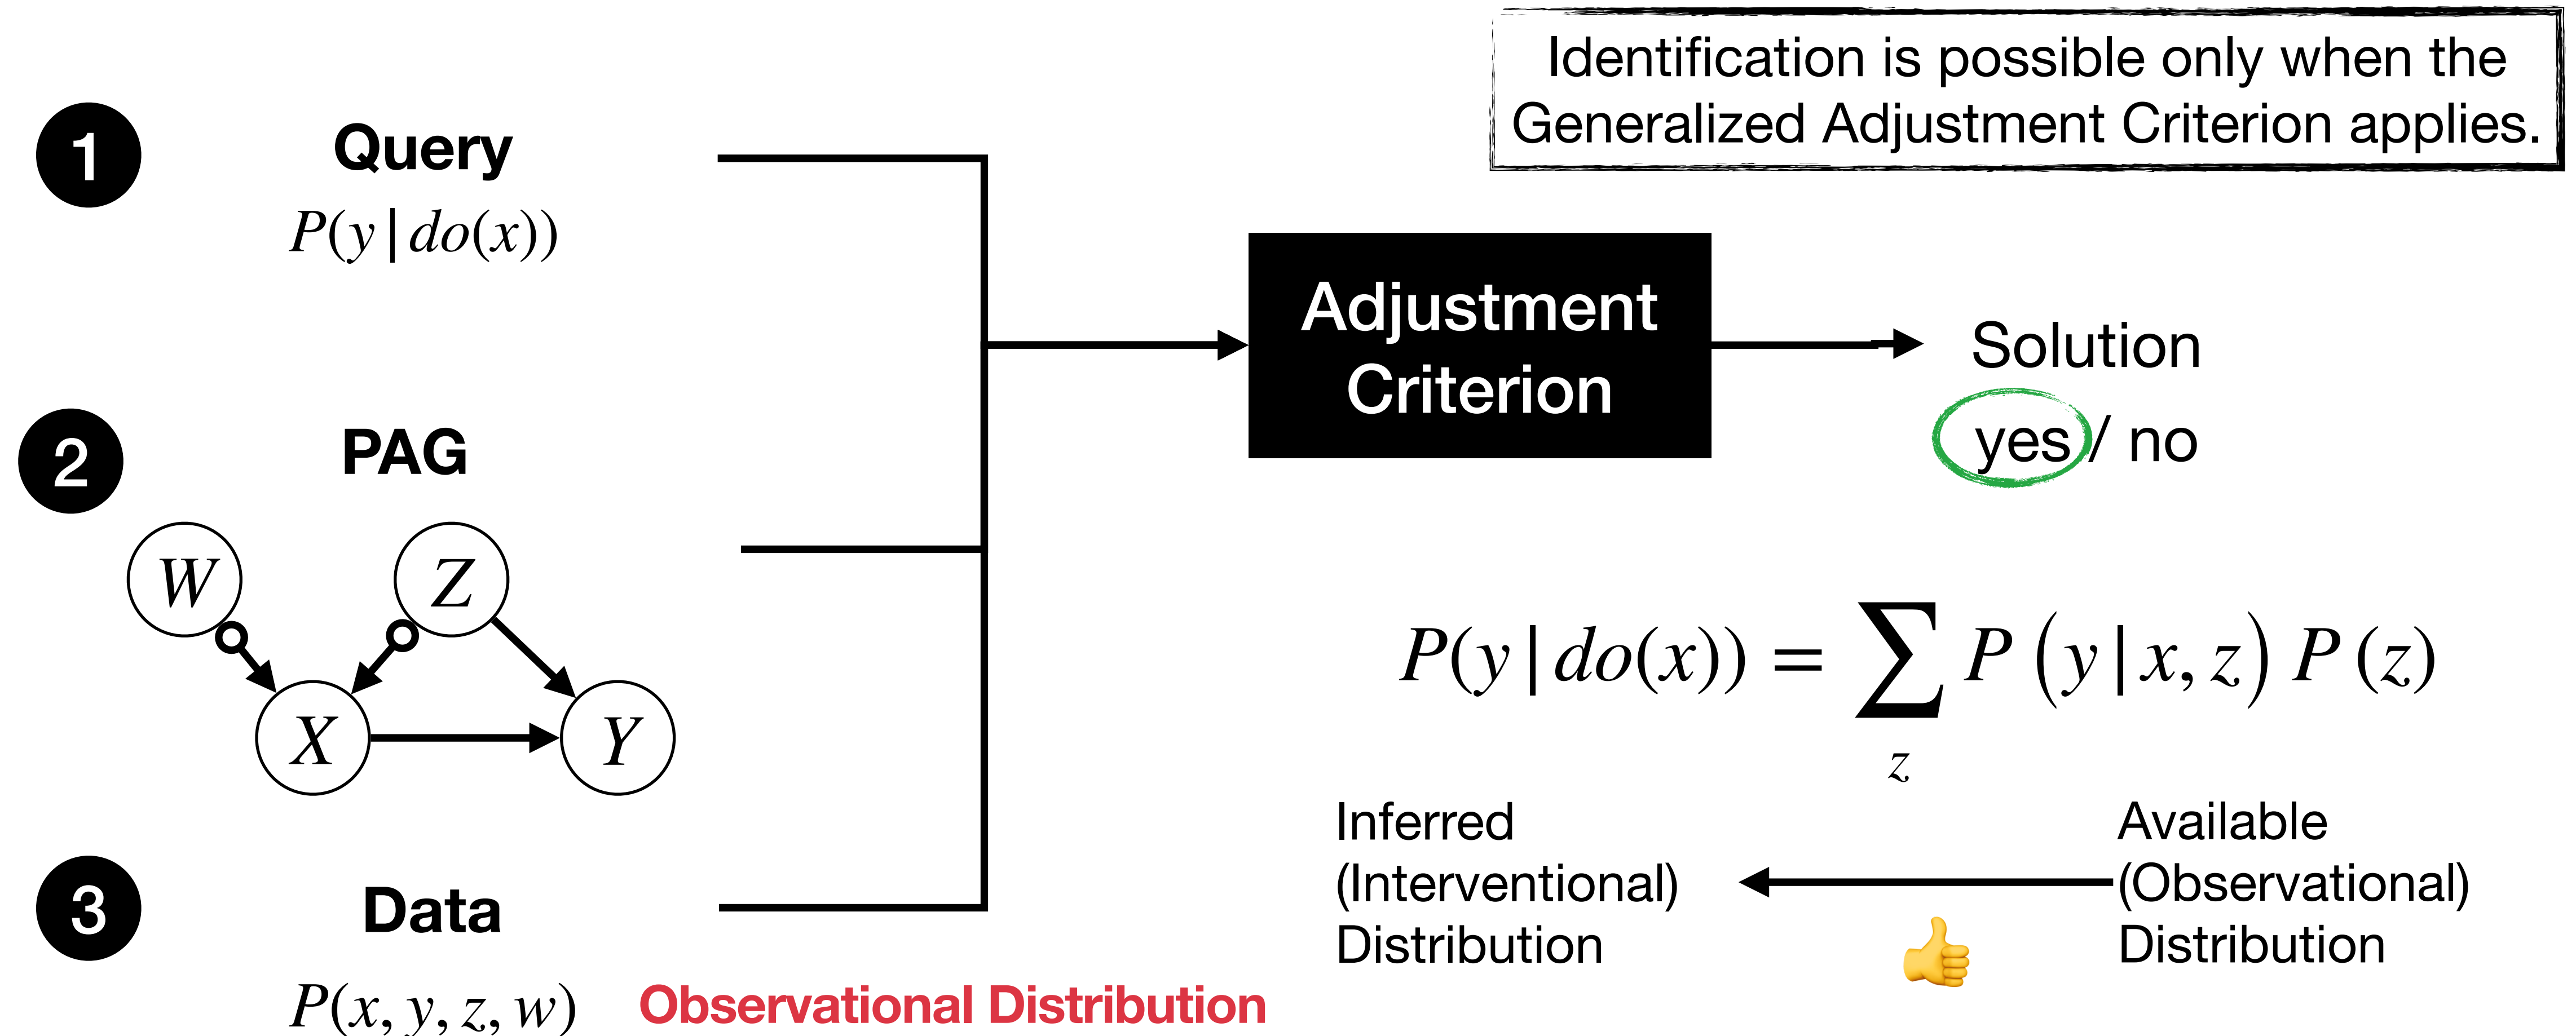 Identification is possible only when the
Generalized Adjustment Criterion applies.
1
Query
P(y | do(x))
Adjustment
Criterion
Solution
yes / no
2
PAG
W
Z
X
Y
P(y | do(x)) = ∑ P (y | x, z) P (z)
z
Inferred
(Interventional)
Distribution
Available
(Observational)
Distribution
3
Data
P(x, y, z, w)
Observational Distribution